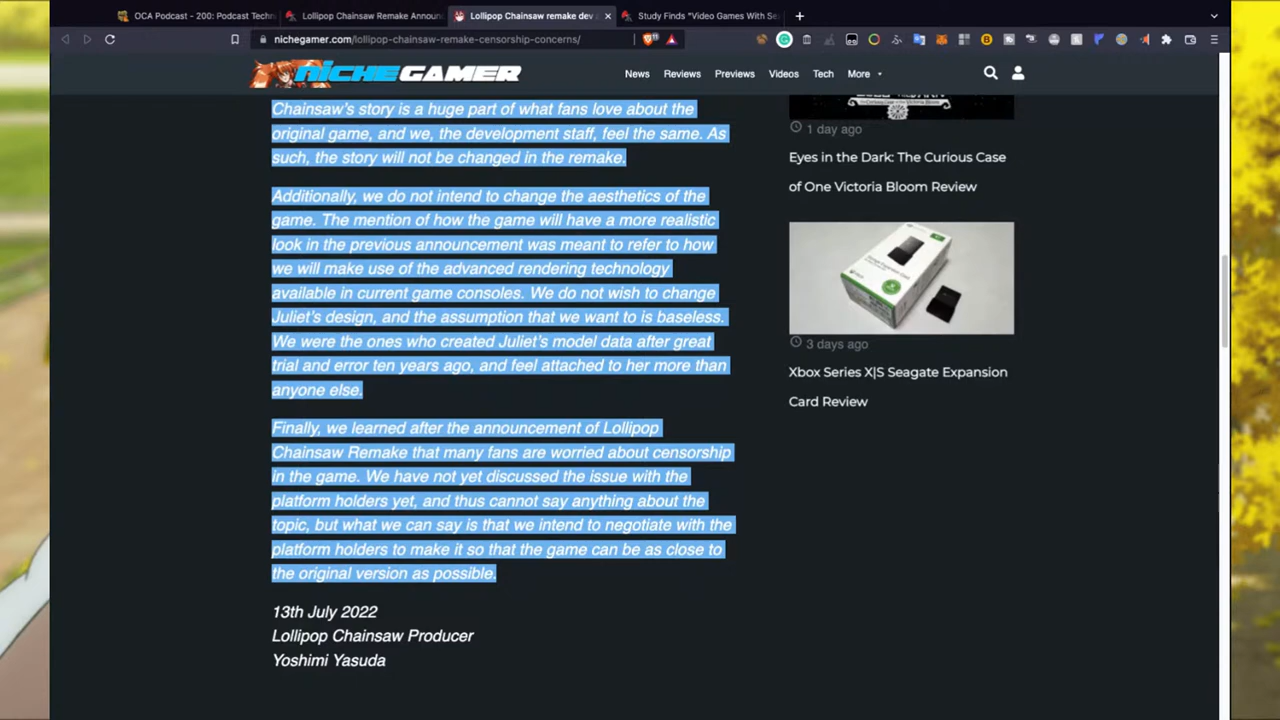 OCA Podcast - 200: Podcast Techn
Lollipop Chainsaw Remake Announ
Lollipop Chainsaw remake dev
Study Finds "Video Games With Se
nichegamer.com/lollipop-chainsaw-remake-censorship-concerns/
NICHEGAMER
News
Reviews
Previews
Videos
Tech
More
Chainsaw's story is a huge part of what fans love about the
original game, and we, the development staff, feel the same. As
such, the story will not be changed in the remake.
Additionally, we do not intend to change the aesthetics of the
game. The mention of how the game will have a more realistic
look in the previous announcement was meant to refer to how
we will make use of the advanced rendering technology
available in current game consoles. We do not wish to change
Juliet's design, and the assumption that we want to is baseless.
We were the ones who created Juliet's model data after great
trial and error ten years ago, and feel attached to her more than
anyone else.
Finally, we learned after the announcement of Lollipop
Chainsaw Remake that many fans are worried about censorship
in the game. We have not yet discussed the issue with the
platform holders yet, and thus cannot say anything about the
topic, but what we can say is that we intend to negotiate with the
platform holders to make it so that the game can be as close to
the original version as possible.
13th July 2022
Lollipop Chainsaw Producer
Yoshimi Yasuda
1 day ago
Eyes in the Dark: The Curious Case
of One Victoria Bloom Review
3 days ago
Xbox Series X|S Seagate Expansion
Card Review